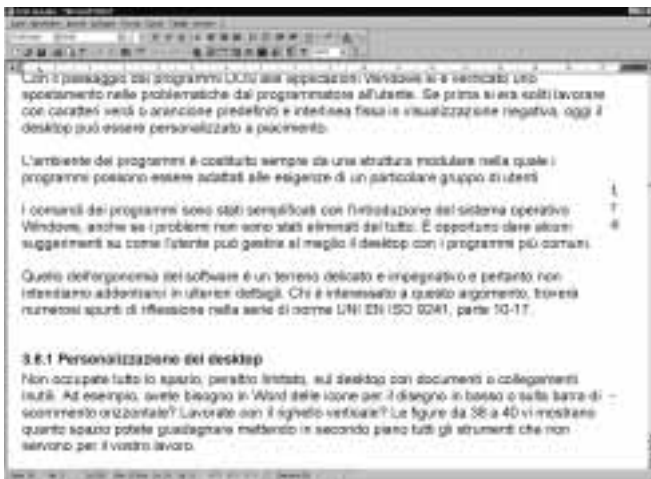 Con il passaggio dai programmi DOS alle applicazioni Windows si è verificato uno
spostamento nelle problematiche dal programmatore all'utente. Se prima si era soliti lavorare
con caratteri verdi o arancione predefiniti e interlinea fissa in visualizzazione negativa, oggi il
desktop può essere personalizzato a piacimento.
L'ambiente dei programmi è costituito sempre da una struttura modulare nella quale i
programmi possono essere adattati alle esigenze di un particolare gruppo di utenti
I comandi dei programmi sono stati semplificati con l'introduzione del sistema operativo
Windows, anche se i problemi non sono stati eliminati del tutto. È opportuno dare alcuni
suggerimenti su come l'utente può gestire al meglio il desktop con i programmi più comuni.
Quello dell'ergonomia del software è un terreno delicato e impegnativo e pertanto non
intendiamo addentrarci in ulteriori dettagli. Chi è interessato a questo argomento, troverà
numerosi spunti di riflessione nella serie di norme UNI EN ISO 9241, parte 10-17.
3.6.1 Personalizzazione del desktop
Non occupate tutto lo spazio, peraltro limitato, sul desktop con documenti o collegamenti
inutili. Ad esempio, avete bisogno in Word delle icone per il disegno in basso o sulla barra di
scorrimento orizzontale? Lavorate con il righello verticale? Le figure da 38 a 40 vi mostrano
quanto spazio potete guadagnare mettendo in secondo piano tutti gli strumenti che non
servono per il vostro lavoro.